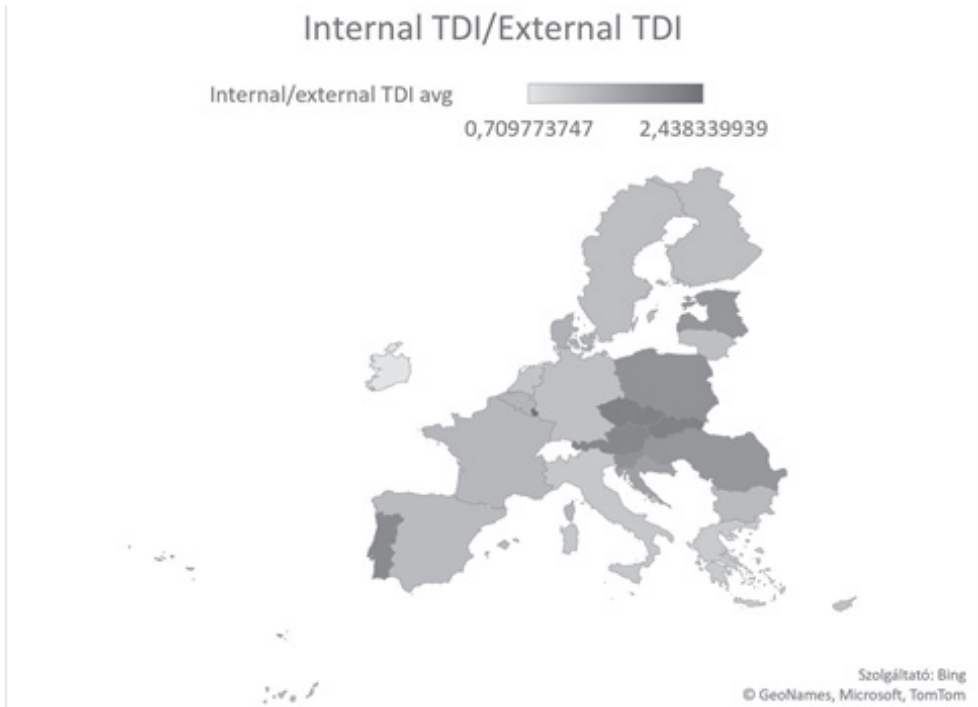 Internal TDI/External TDI
Internal/external TDI avg
0,709773747 2,438339939
Szolgáltató: Bing
© GeoNames, Microsoft, TomTom